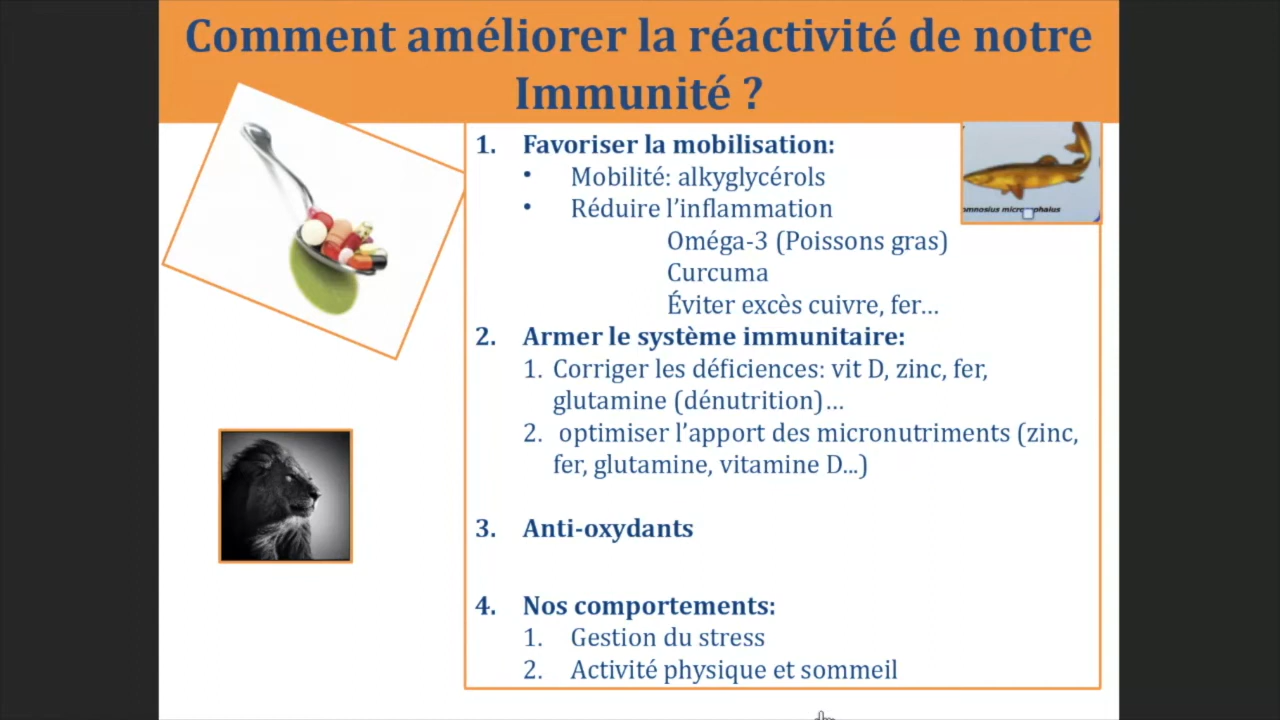 Comment améliorer la réactivité de notre
Immunité ?
1. Favoriser la mobilisation:
• Mobilité: alkyglycérols
• Réduire l'inflammation
Oméga-3 (Poissons gras)
Curcuma
Éviter excès cuivre, fer...
2. Armer le système immunitaire:
1. Corriger les déficiences: vit D, zinc, fer,
glutamine (dénutrition)...
2. optimiser l'apport des micronutriments (zinc,
fer, glutamine, vitamine D...)
3. Anti-oxydants
4. Nos comportements:
1. Gestion du stress
2. Activité physique et sommeil